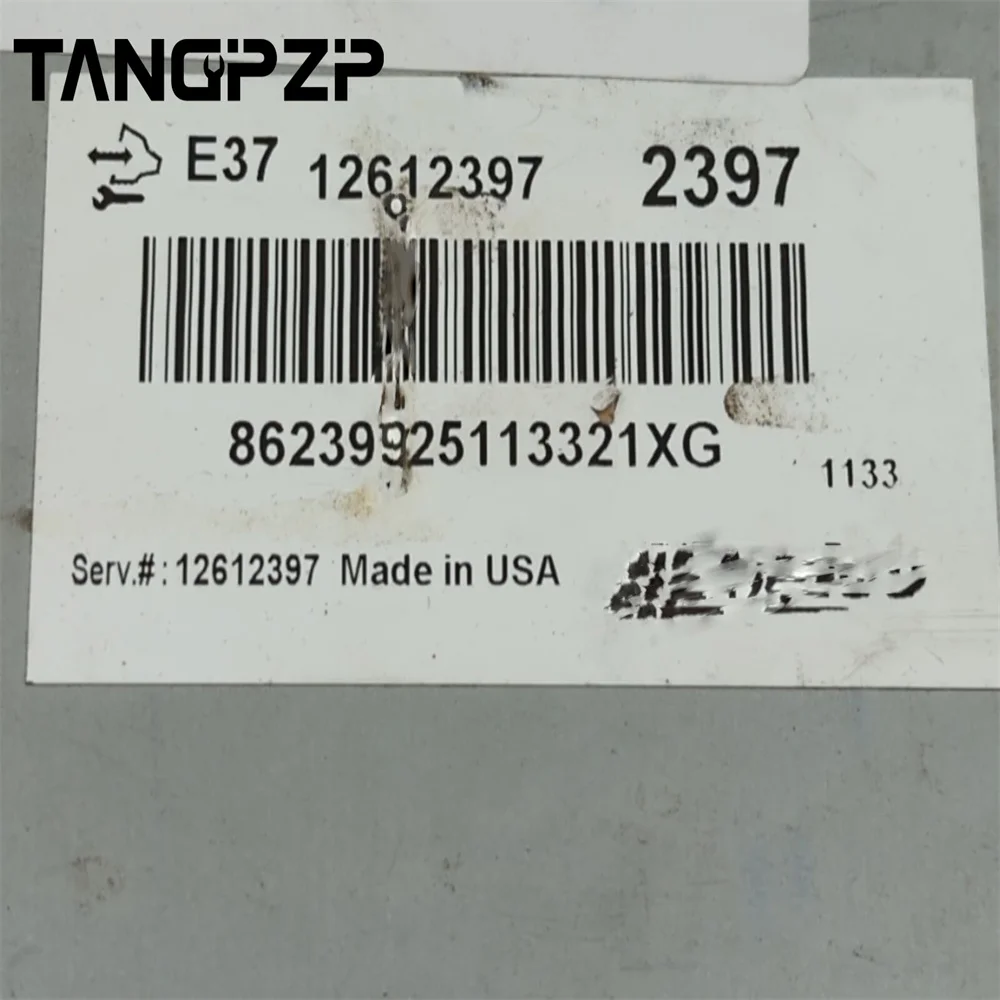 TANGPZP
E37 12612397 2397
86239925113321XG
1133
Serv.#: 12612397 Made in USA